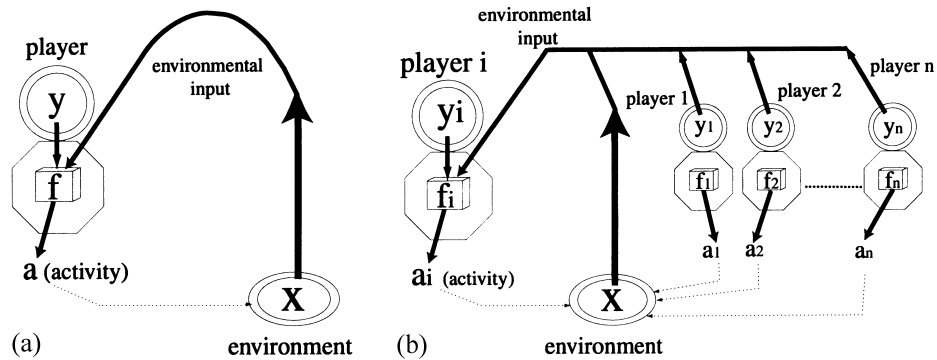 player
environmental
input
y
f
a (activity)
X
(a)
environment
environmental
input
player i
player 1
player 2
player n
yi
y1
y2
yn
fi
f1
f2
fn
ai (activity)
a1
a2
an
X
(b)
environment